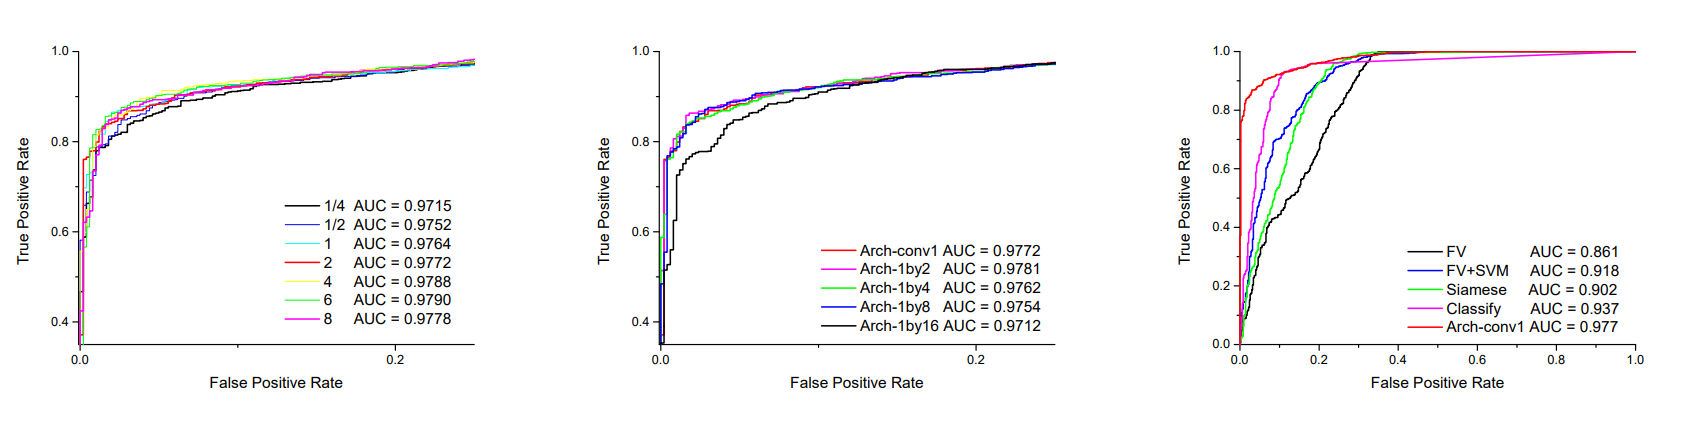 1.0
0.8
0.6
0.4
True Positive Rate
1/4 AUC = 0.9715
1/2 AUC = 0.9752
1 AUC = 0.9764
2 AUC = 0.9772
4 AUC = 0.9788
6 AUC = 0.9790
8 AUC = 0.9778
0.0 0.2
False Positive Rate
1.0
0.8
0.6
0.4
True Positive Rate
Arch-conv1 AUC = 0.9772
Arch-1by2 AUC = 0.9781
Arch-1by4 AUC = 0.9762
Arch-1by8 AUC = 0.9754
Arch-1by16 AUC = 0.9712
0.0 0.2
False Positive Rate
1.0
0.8
0.6
0.4
0.2
0.0
True Positive Rate
FV AUC = 0.861
FV+SVM AUC = 0.918
Siamese AUC = 0.902
Classify AUC = 0.937
Arch-conv1 AUC = 0.977
0.0 0.2 0.4 0.6 0.8 1.0
False Positive Rate